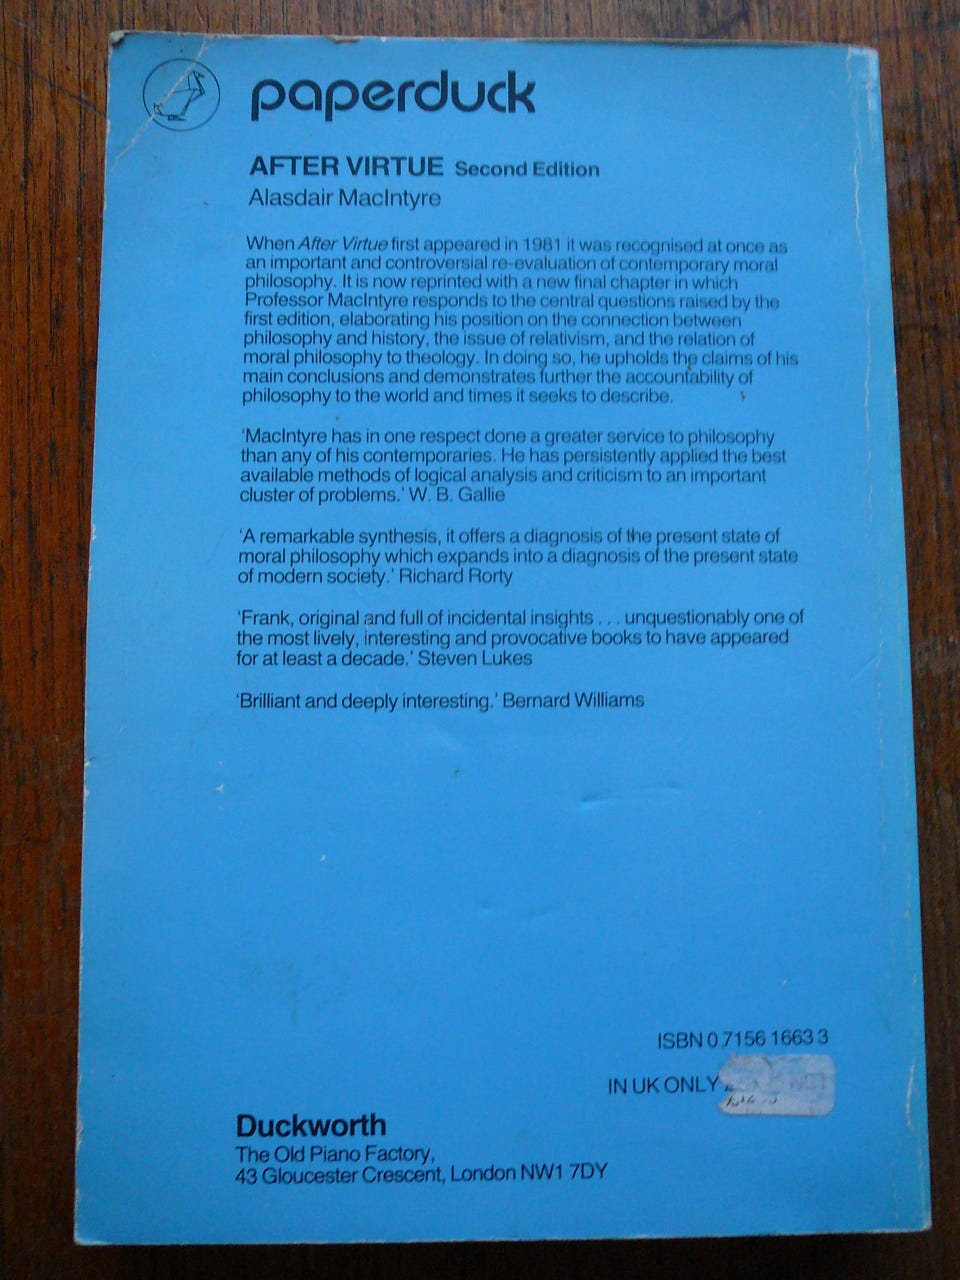 paperduck
AFTER VIRTUE Second Edition
Alasdair MacIntyre
When After Virtue first appeared in 1981 it was recognised at once as
an important and controversial re-evaluation of contemporary moral
philosophy. It is now reprinted with a new final chapter in which
Professor MacIntyre responds to the central questions raised by the
first edition, elaborating his position on the connection between
philosophy and history, the issue of relativism, and the relation of
moral philosophy to theology. In doing so, he upholds the claims of his
main conclusions and demonstrates further the accountability of
philosophy to the world and times it seeks to describe.
'MacIntyre has in one respect done a greater service to philosophy
than any of his contemporaries. He has persistently applied the best
available methods of logical analysis and criticism to an important
cluster of problems.' W. B. Gallie
'A remarkable synthesis, it offers a diagnosis of the present state of
moral philosophy which expands into a diagnosis of the present state
of modern society.' Richard Rorty
'Frank, original and full of incidental insights . . . unquestionably one of
the most lively, interesting and provocative books to have appeared
for at least a decade.' Steven Lukes
'Brilliant and deeply interesting.' Bernard Williams
ISBN 0 7156 1663 3
IN UK ONLY
Duckworth
The Old Piano Factory,
43 Gloucester Crescent, London NW1 7DY